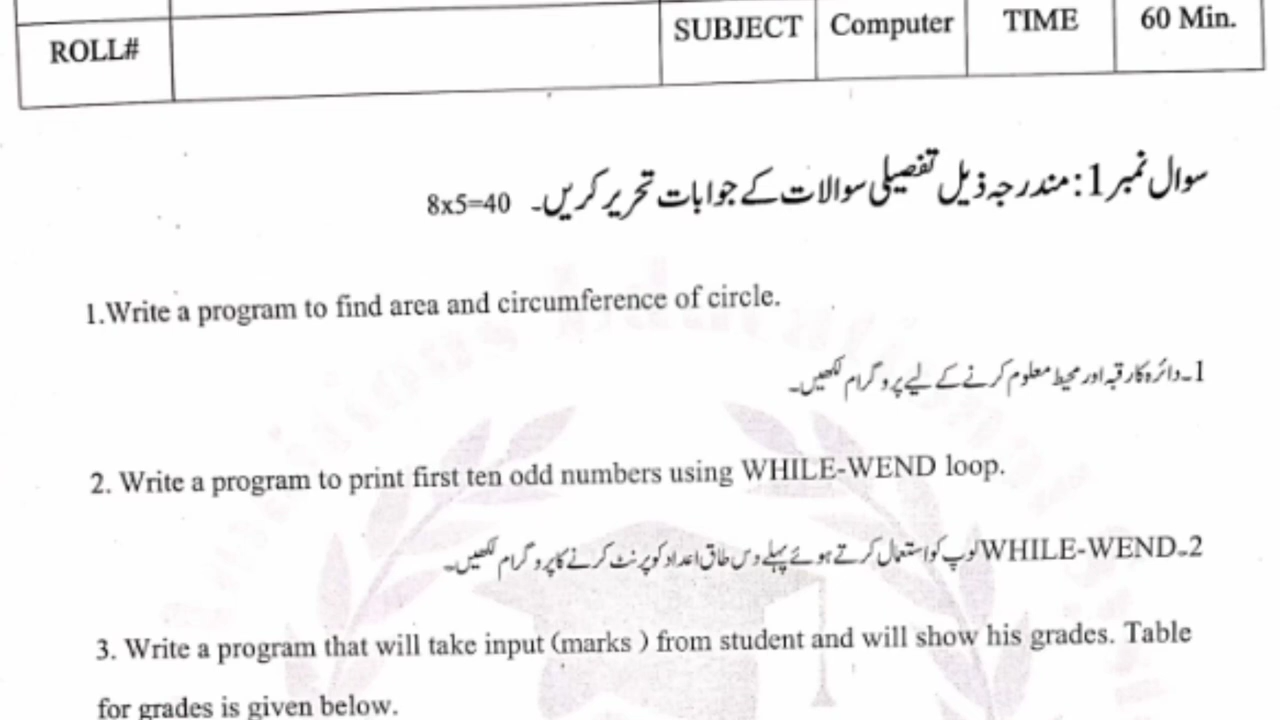 ROLL# SUBJECT Computer TIME 60 Min.
سوال نمبر 1: مندرجہ ذیل تفصیلی سوالات کے جوابات تحریر کریں۔ 8x5=40
1.Write a program to find area and circumference of circle.
1۔دائرہ کا رقبہ اور محیط معلوم کرنے کے لیے پروگرام لکھیں۔
2. Write a program to print first ten odd numbers using WHILE-WEND loop.
2۔WHILE-WEND لوپ کو استعمال کرتے ہوئے پہلے دس طاق اعداد کو پرنٹ کرنے کا پروگرام لکھیں۔
3. Write a program that will take input (marks ) from student and will show his grades. Table
for grades is given below.